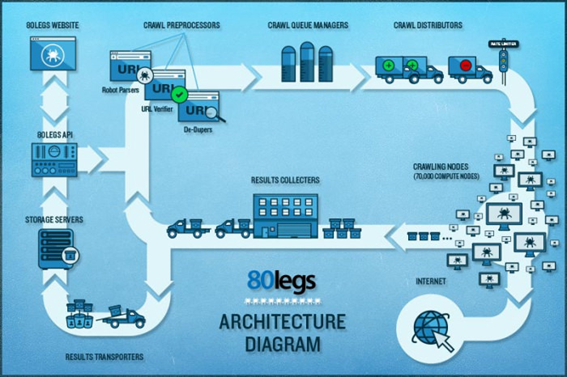 80LEGS WEBSITE
CRAWL PREPROCESSORS
CRAWL QUEUE MANAGERS
CRAWL DISTRIBUTORS
RATE LIMITER
URL
Robot Parsers
URL
URL Verifier
URL
De-Dupers
80LEGS API
CRAWLING NODES
(70,000 COMPUTE NODES)
RESULTS COLLECTERS
STORAGE SERVERS
INTERNET
80legs
ARCHITECTURE
DIAGRAM
RESULTS TRANSPORTERS